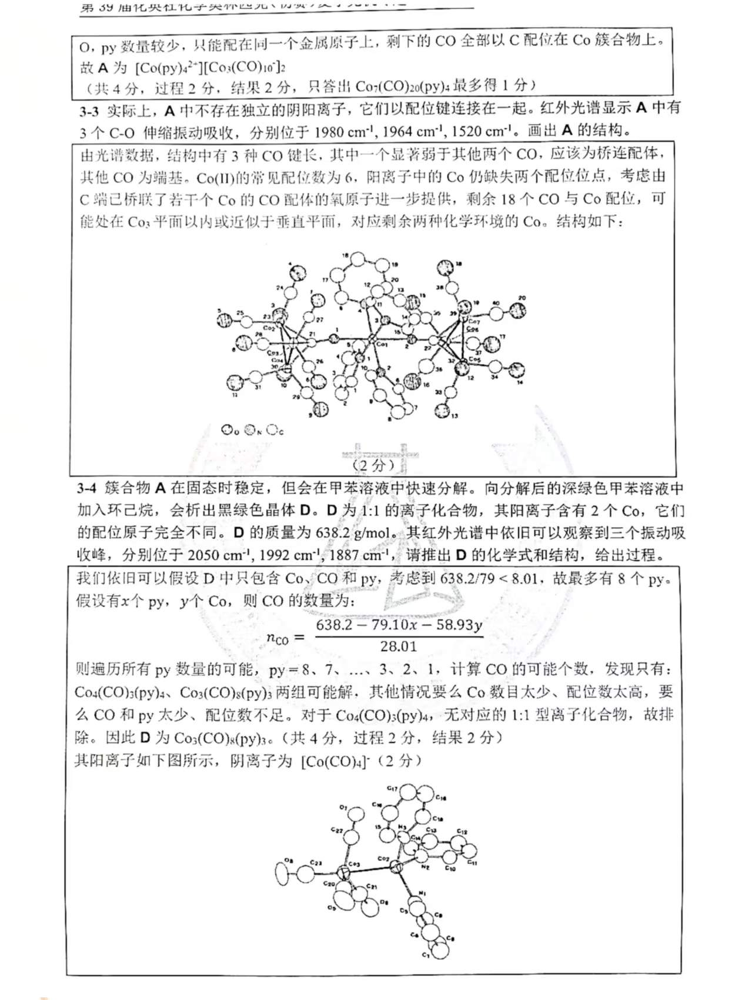 第 39 届化奥社化学奥林匹克（初赛）
O，py 数量较少，只能配在同一个金属原子上，剩下的 CO 全部以 C 配位在 Co 簇合物上。
故 A 为 [Co(py)₄²⁺][Co₃(CO)₁₀⁻]₂
（共 4 分，过程 2 分，结果 2 分，只答出 Co₇(CO)₂₀(py)₄ 最多得 1 分）
3-3 实际上，A 中不存在独立的阴阳离子，它们以配位键连接在一起。红外光谱显示 A 中有
3 个 C-O 伸缩振动吸收，分别位于 1980 cm⁻¹, 1964 cm⁻¹, 1520 cm⁻¹。画出 A 的结构。
由光谱数据，结构中有 3 种 CO 键长，其中一个显著弱于其他两个 CO，应该为桥连配体，
其他 CO 为端基。Co(II)的常见配位数为 6，阳离子中的 Co 仍缺失两个配位位点，考虑由
C 端已桥联了若干个 Co 的 CO 配体的氧原子进一步提供，剩余 18 个 CO 与 Co 配位，可
能处在 Co₃ 平面以内或近似于垂直平面，对应剩余两种化学环境的 Co。结构如下：
（2 分）
3-4 簇合物 A 在固态时稳定，但会在甲苯溶液中快速分解。向分解后的深绿色甲苯溶液中
加入环己烷，会析出黑绿色晶体 D。D 为 1:1 的离子化合物，其阳离子含有 2 个 Co，它们
的配位原子完全不同。D 的质量为 638.2 g/mol。其红外光谱中依旧可以观察到三个振动吸
收峰，分别位于 2050 cm⁻¹, 1992 cm⁻¹, 1887 cm⁻¹，请推出 D 的化学式和结构，给出过程。
我们依旧可以假设 D 中只包含 Co、CO 和 py，考虑到 638.2/79 < 8.01，故最多有 8 个 py。
假设有x个 py，y个 Co，则 CO 的数量为：
n_CO = (638.2 − 79.10x − 58.93y) / 28.01
则遍历所有 py 数量的可能，py = 8、7、…、3、2、1，计算 CO 的可能个数，发现只有：
Co₄(CO)₃(py)₄、Co₃(CO)₈(py)₃ 两组可能解，其他情况要么 Co 数目太少、配位数太高，要
么 CO 和 py 太少、配位数不足。对于 Co₄(CO)₃(py)₄，无对应的 1:1 型离子化合物，故排
除。因此 D 为 Co₃(CO)₈(py)₃。（共 4 分，过程 2 分，结果 2 分）
其阳离子如下图所示，阴离子为 [Co(CO)₄]⁻（2 分）